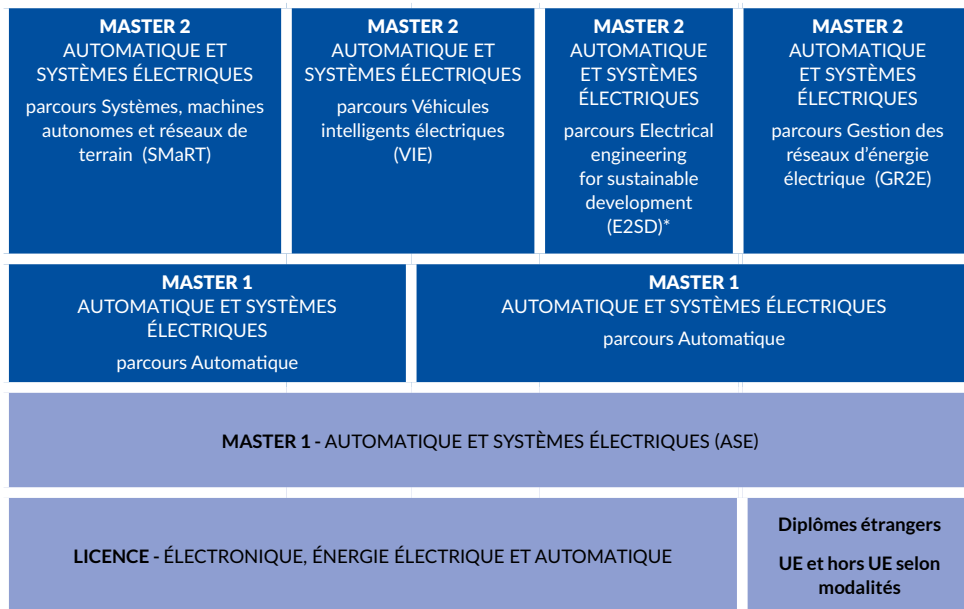 MASTER 2
AUTOMATIQUE ET
SYSTÈMES ÉLECTRIQUES
parcours Systèmes, machines
autonomes et réseaux de
terrain (SMaRT)
MASTER 2
AUTOMATIQUE ET
SYSTÈMES ÉLECTRIQUES
parcours Véhicules
intelligents électriques
(VIE)
MASTER 2
AUTOMATIQUE
ET SYSTÈMES
ÉLECTRIQUES
parcours Electrical
engineering
for sustainable
development
(E2SD)*
MASTER 2
AUTOMATIQUE
ET SYSTÈMES
ÉLECTRIQUES
parcours Gestion des
réseaux d'énergie
électrique (GR2E)
MASTER 1
AUTOMATIQUE ET SYSTÈMES
ÉLECTRIQUES
parcours Automatique
MASTER 1
AUTOMATIQUE ET SYSTÈMES ÉLECTRIQUES
parcours Automatique
MASTER 1 - AUTOMATIQUE ET SYSTÈMES ÉLECTRIQUES (ASE)
LICENCE - ÉLECTRONIQUE, ÉNERGIE ÉLECTRIQUE ET AUTOMATIQUE
Diplômes étrangers
UE et hors UE selon
modalités